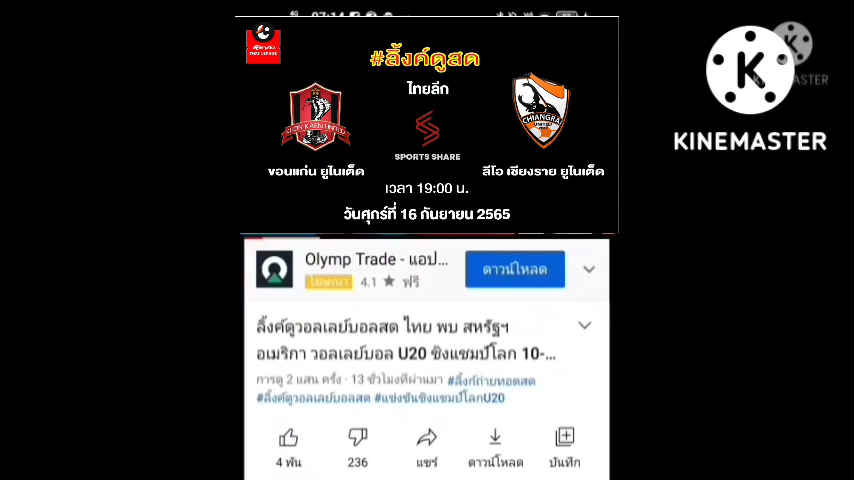 07:14
#ลิ้งค์ดูสด
ไทยลีก
THAI LEAGUE
KHON KAEN UNITED
CHIANGRAI
UNITED
SPORTS SHARE
ขอนแก่น ยูไนเต็ด
ลีโอ เชียงราย ยูไนเต็ด
เวลา 19:00 น.
วันศุกร์ที่ 16 กันยายน 2565
KINEMASTER
Olymp Trade - แอป...
โฆษณา 4.1 ★ ฟรี
ดาวน์โหลด
ลิ้งค์ดูวอลเลย์บอลสด ไทย พบ สหรัฐฯ
อเมริกา วอลเลย์บอล U20 ชิงแชมป์โลก 10-...
การดู 2 แสน ครั้ง · 13 ชั่วโมงที่ผ่านมา #ลิ้งก์ถ่ายทอดสด
#ลิ้งค์ดูวอลเลย์บอลสด #แข่งขันชิงแชมป์โลกU20
4 พัน
236
แชร์
ดาวน์โหลด
บันทึก